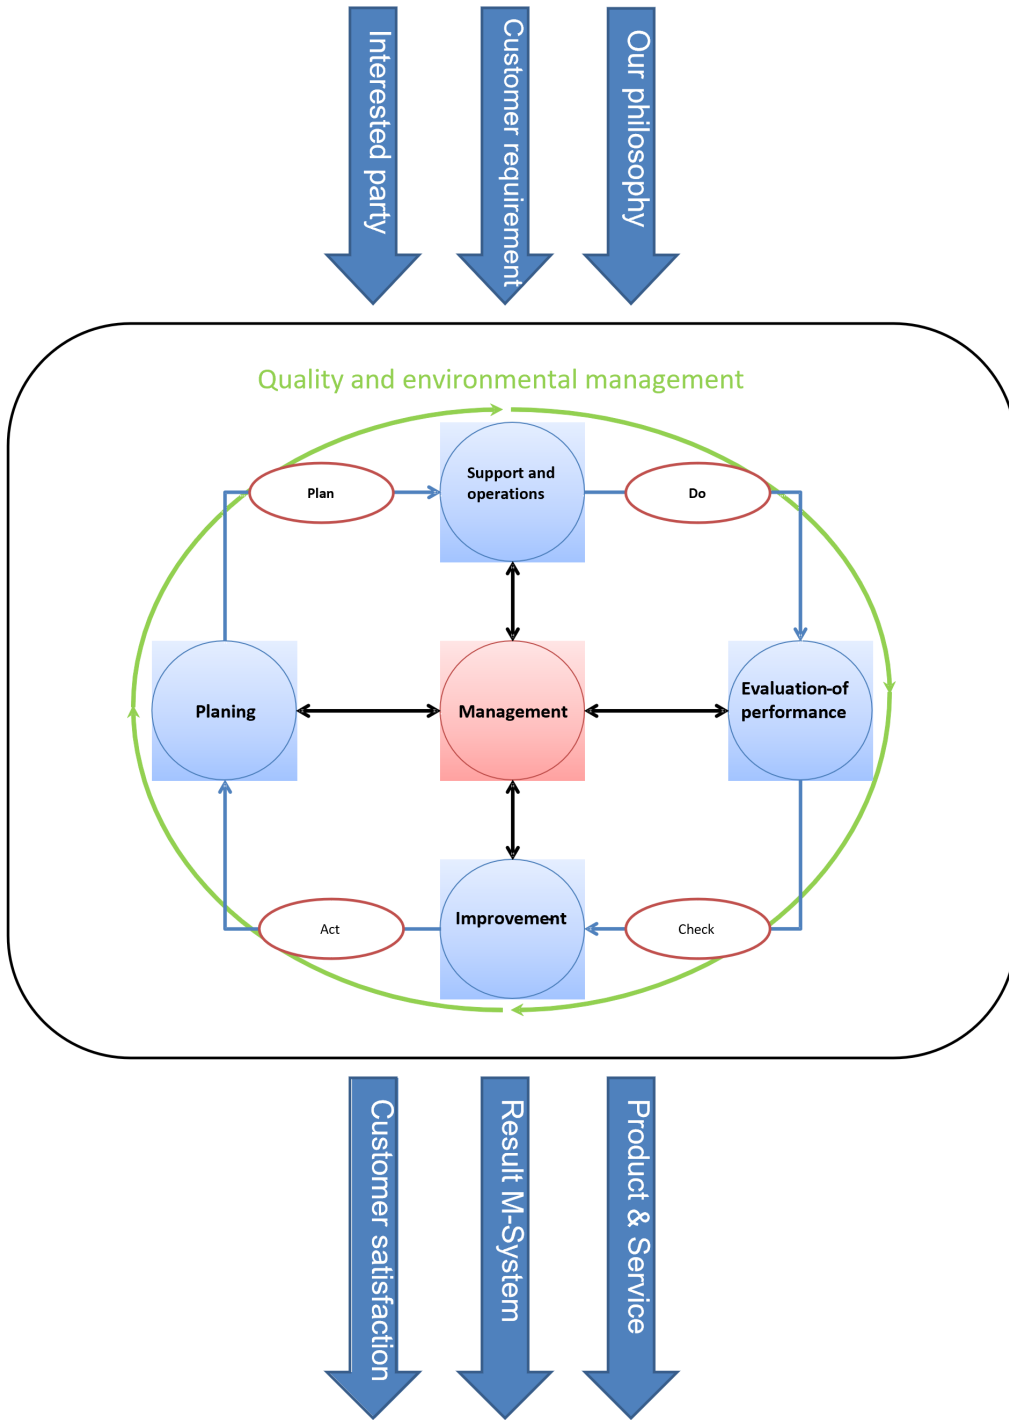 Interested party
Customer requirement
Our philosophy
Quality and environmental management
Plan
Support and
operations
Do
Planing
Management
Evaluation-of
performance
Act
Improvement
Check
Customer satisfaction
Result M-System
Product & Service